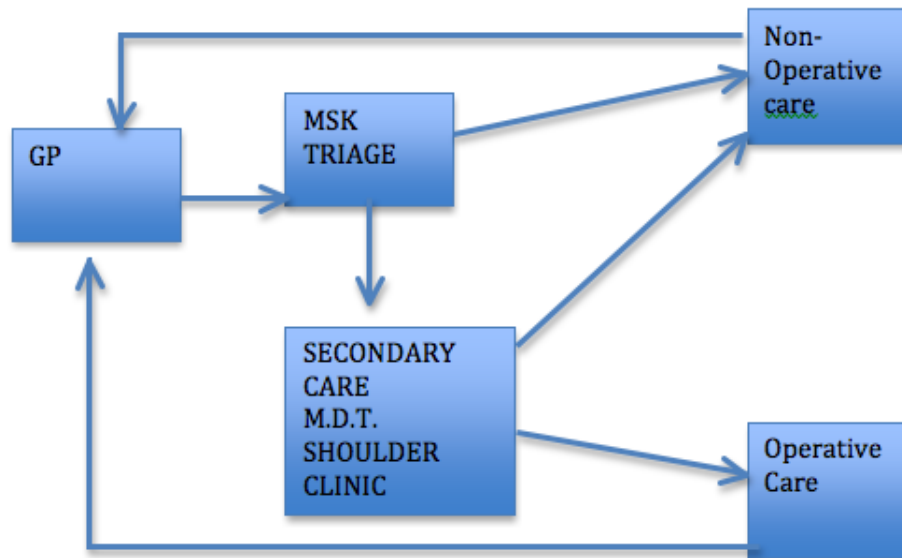 GP
MSK
TRIAGE
Non-
Operative
care
SECONDARY
CARE
M.D.T.
SHOULDER
CLINIC
Operative
Care